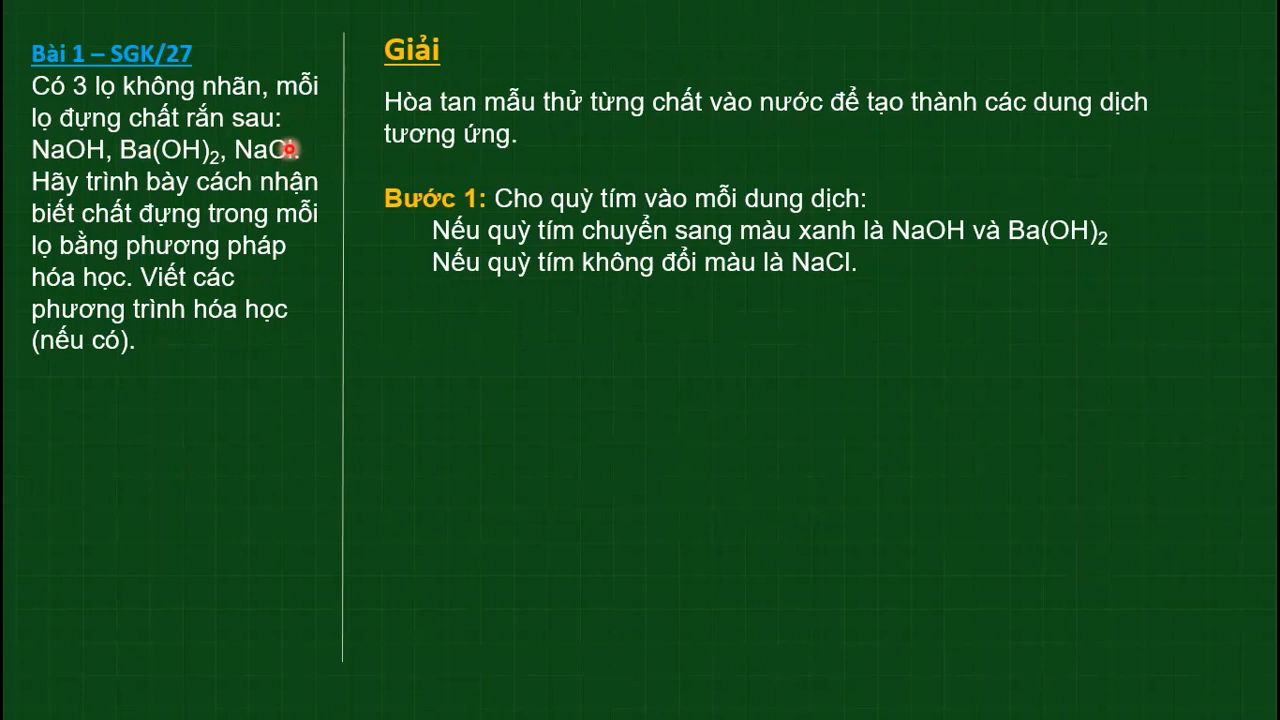 Bài 1 – SGK/27
Có 3 lọ không nhãn, mỗi
lọ đựng chất rắn sau:
NaOH, Ba(OH)₂, NaCl.
Hãy trình bày cách nhận
biết chất đựng trong mỗi
lọ bằng phương pháp
hóa học. Viết các
phương trình hóa học
(nếu có).
Giải
Hòa tan mẫu thử từng chất vào nước để tạo thành các dung dịch
tương ứng.
Bước 1: Cho quỳ tím vào mỗi dung dịch:
Nếu quỳ tím chuyển sang màu xanh là NaOH và Ba(OH)₂
Nếu quỳ tím không đổi màu là NaCl.